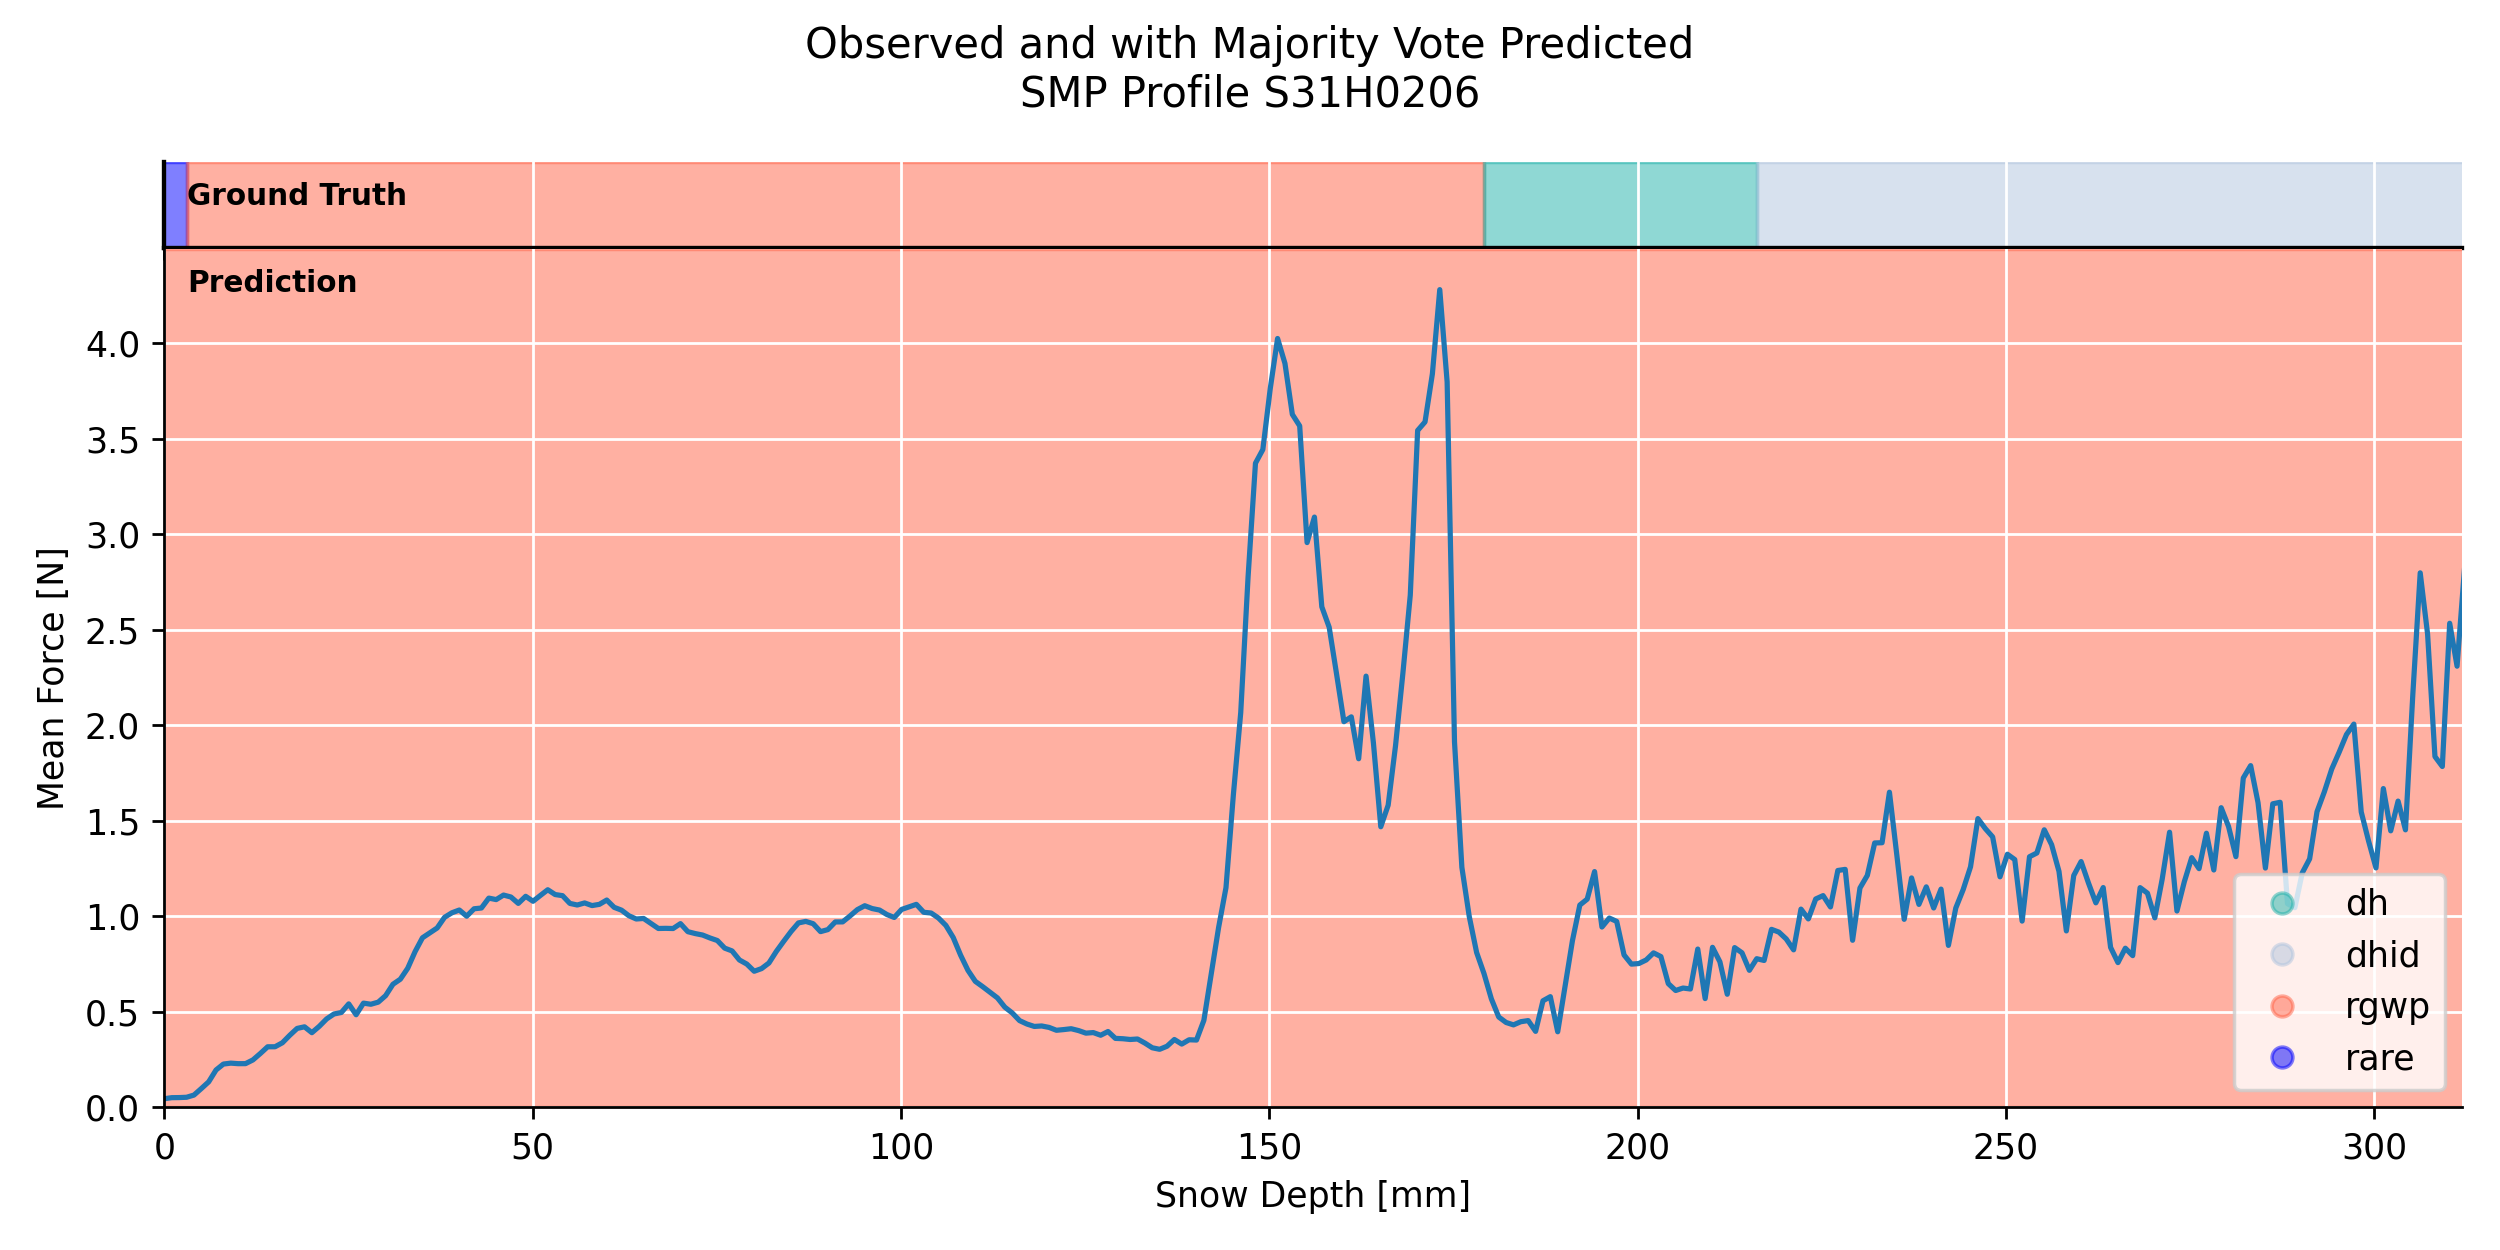 Observed and with Majority Vote Predicted
SMP Profile S31H0206
Ground Truth
Prediction
4.0
3.5
3.0
2.5
2.0
1.5
1.0
0.5
0.0
Mean Force [N]
dh
dhid
rgwp
rare
0 50 100 150 200 250 300
Snow Depth [mm]